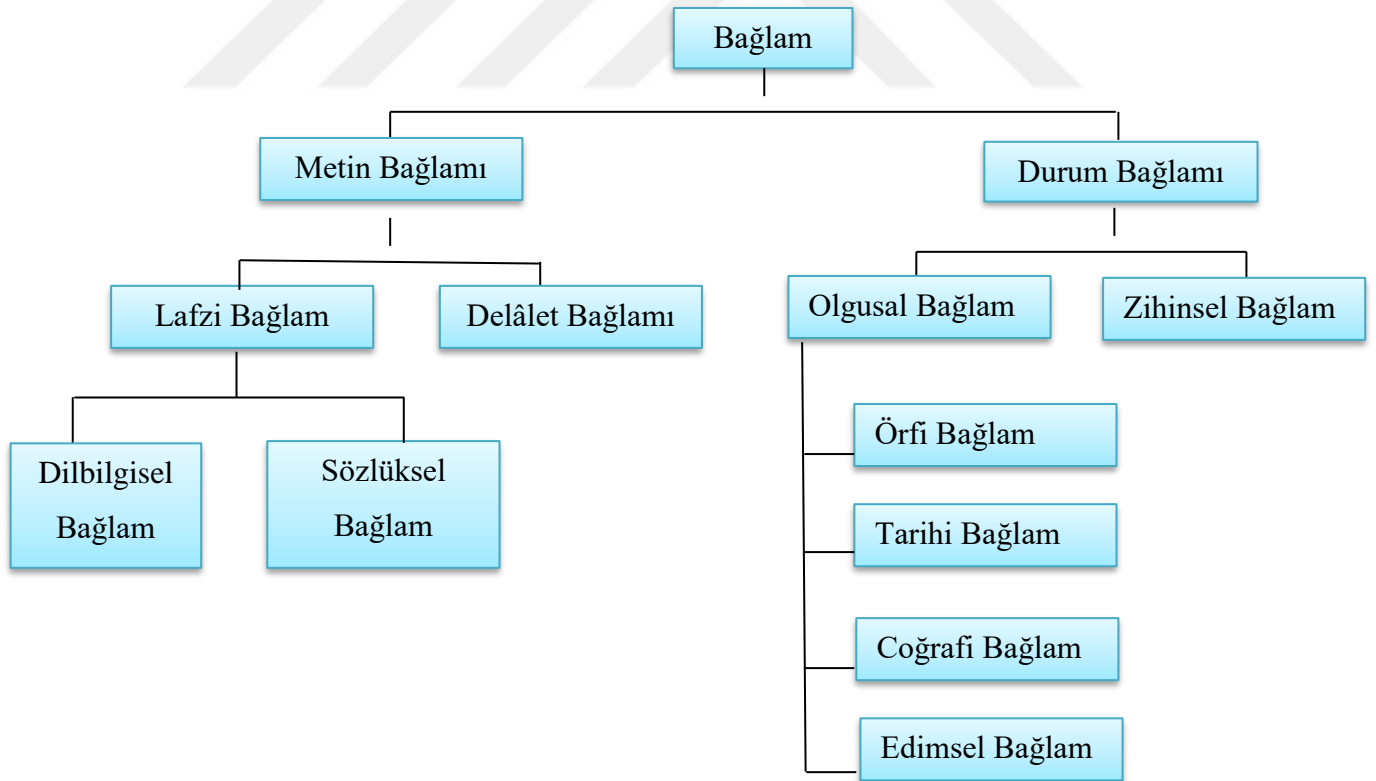 Bağlam
Metin Bağlamı
Durum Bağlamı
Lafzi Bağlam
Delâlet Bağlamı
Olgusal Bağlam
Zihinsel Bağlam
Dilbilgisel
Bağlam
Sözlüksel
Bağlam
Örfi Bağlam
Tarihi Bağlam
Coğrafi Bağlam
Edimsel Bağlam